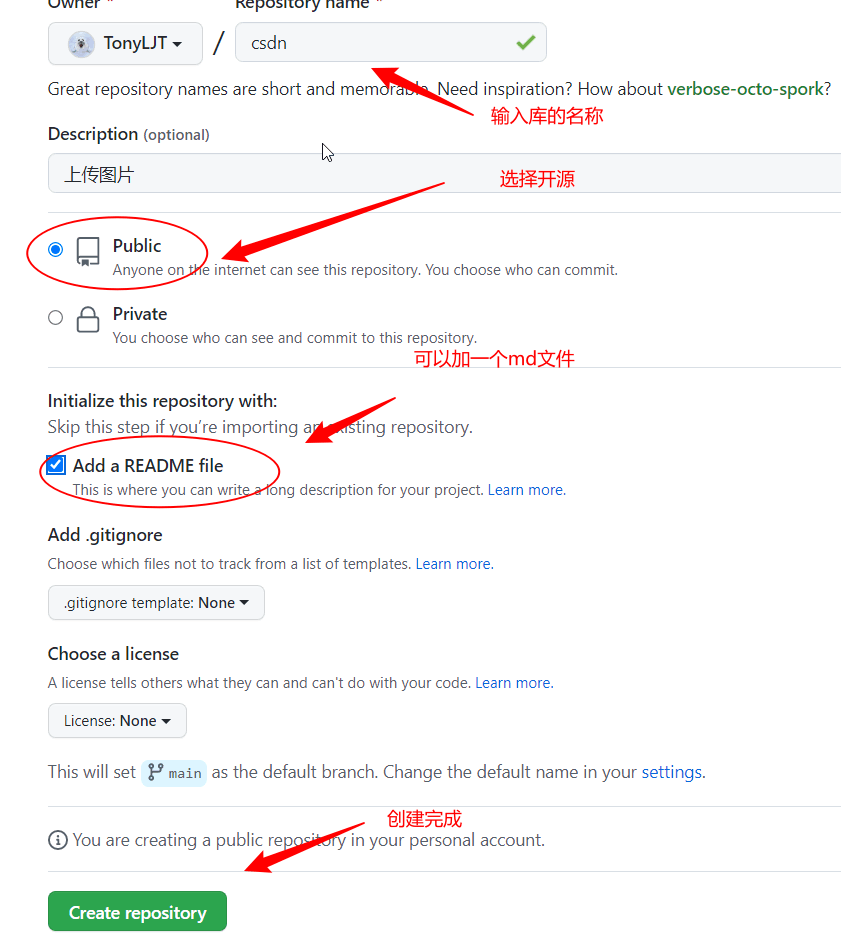 Owner * Repository name *
TonyLJT / csdn
Great repository names are short and memorable. Need inspiration? How about verbose-octo-spork?
输入库的名称
Description (optional)
上传图片
选择开源
Public
Anyone on the internet can see this repository. You choose who can commit.
Private
You choose who can see and commit to this repository.
可以加一个md文件
Initialize this repository with:
Skip this step if you’re importing an existing repository.
Add a README file
This is where you can write a long description for your project. Learn more.
Add .gitignore
Choose which files not to track from a list of templates. Learn more.
.gitignore template: None
Choose a license
A license tells others what they can and can't do with your code. Learn more.
License: None
This will set main as the default branch. Change the default name in your settings.
创建完成
You are creating a public repository in your personal account.
Create repository